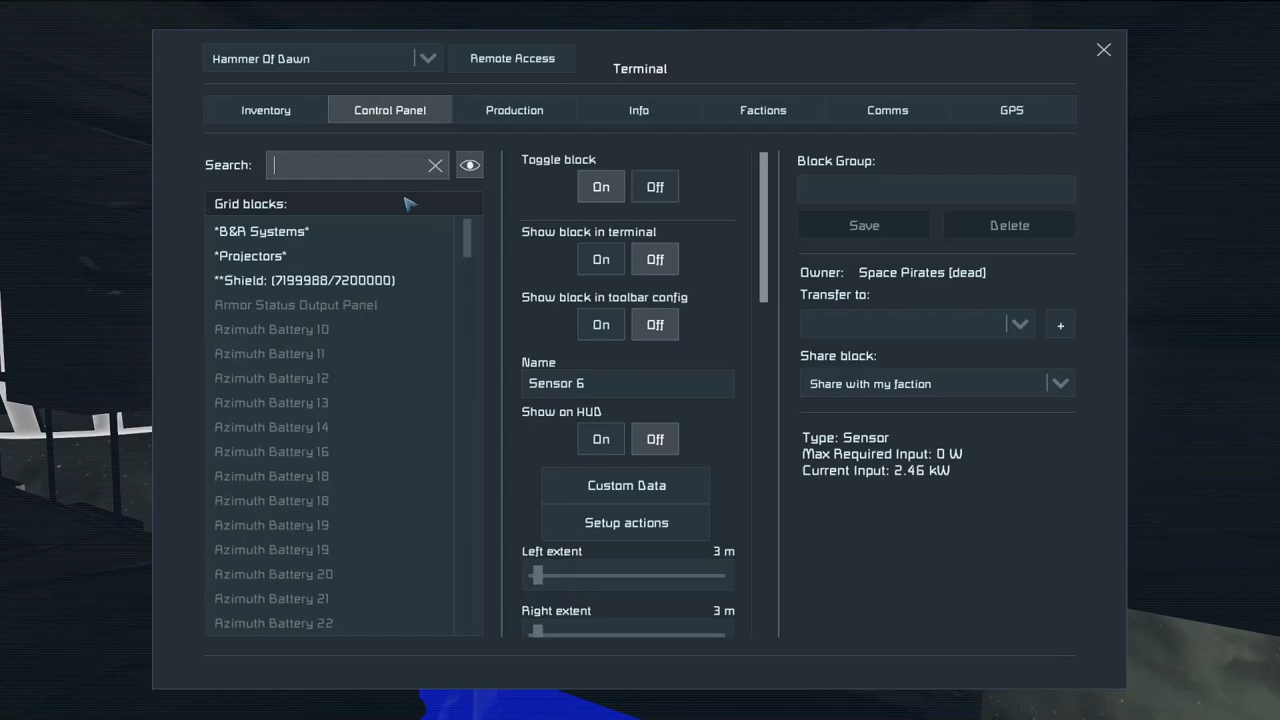 Hammer Of Dawn
Remote Access
Terminal
Inventory
Control Panel
Production
Info
Factions
Comms
GPS
Search:
Grid blocks:
*B&R Systems*
*Projectors*
**Shield: (7199988/7200000)
Armor Status Output Panel
Azimuth Battery 10
Azimuth Battery 11
Azimuth Battery 12
Azimuth Battery 13
Azimuth Battery 14
Azimuth Battery 16
Azimuth Battery 18
Azimuth Battery 18
Azimuth Battery 19
Azimuth Battery 19
Azimuth Battery 20
Azimuth Battery 21
Azimuth Battery 22
Toggle block
On Off
Show block in terminal
On Off
Show block in toolbar config
On Off
Name
Sensor 6
Show on HUD
On Off
Custom Data
Setup actions
Left extent 3 m
Right extent 3 m
Block Group:
Save Delete
Owner: Space Pirates [dead]
Transfer to:
+
Share block:
Share with my faction
Type: Sensor
Max Required Input: 0 W
Current Input: 2.46 kW